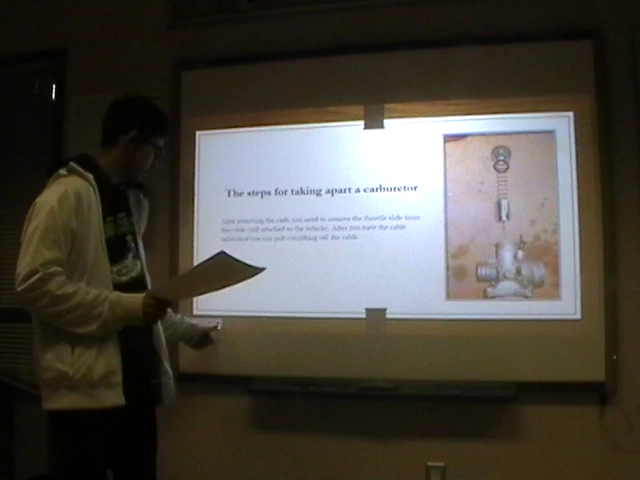 The steps for taking apart a carburetor
After removing the carb, you need to remove the throttle slide from
the cable (still attached to the vehicle). After you have the cable
you can pull everything off the cable.